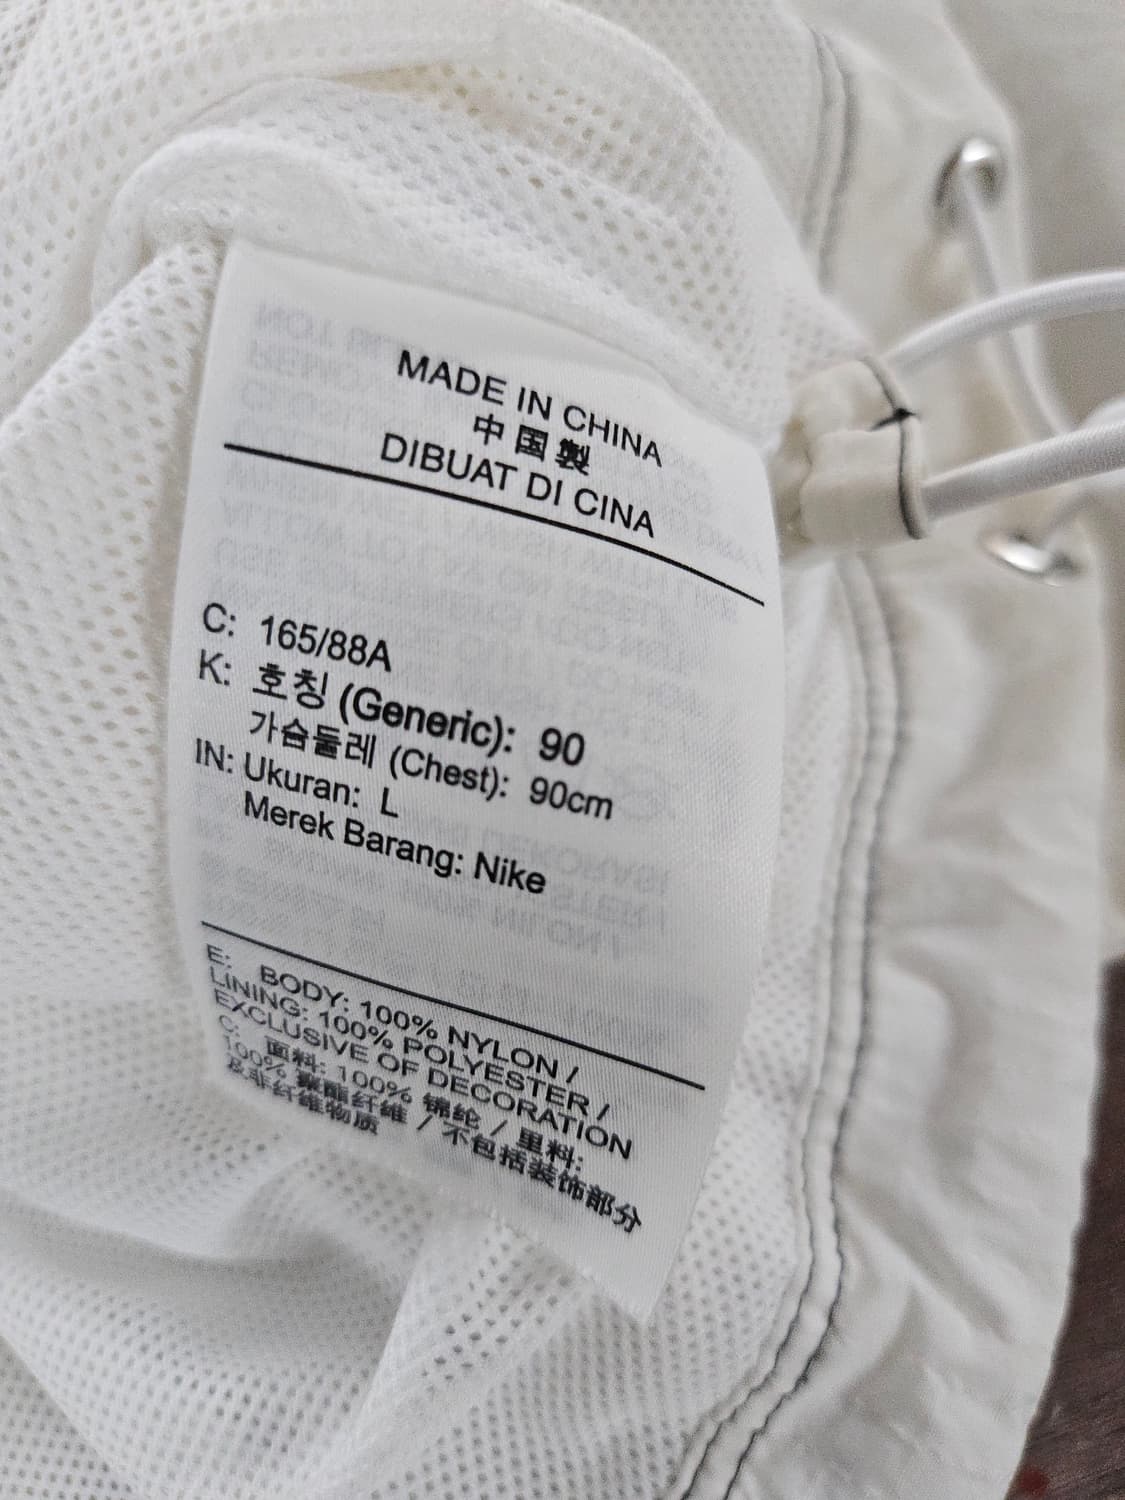 MADE IN CHINA
中国製
DIBUAT DI CINA
C: 165/88A
K: 호칭 (Generic): 90
가슴둘레 (Chest): 90cm
IN: Ukuran: L
Merek Barang: Nike
E: BODY: 100% NYLON /
LINING: 100% POLYESTER /
EXCLUSIVE OF DECORATION
C: 面料: 100% 锦纶 / 里料:
100% 聚酯纤维 / 不包括装饰部分
及非纤维物质